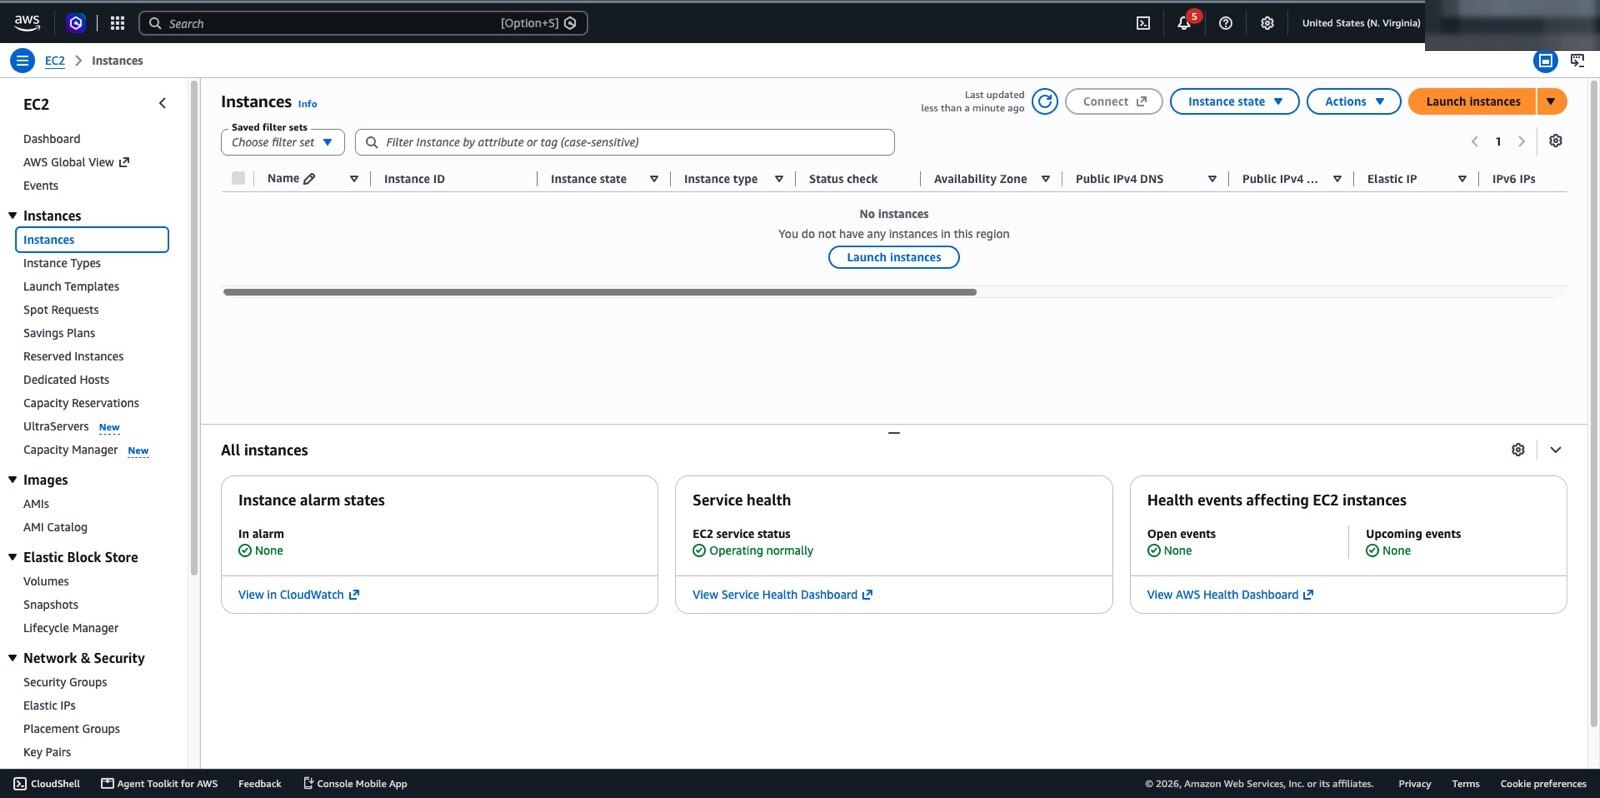 aws
Search [Option+S]
5
United States (N. Virginia)
EC2 Instances
EC2
Dashboard
AWS Global View
Events
Instances
Instances
Instance Types
Launch Templates
Spot Requests
Savings Plans
Reserved Instances
Dedicated Hosts
Capacity Reservations
UltraServers New
Capacity Manager New
Images
AMIs
AMI Catalog
Elastic Block Store
Volumes
Snapshots
Lifecycle Manager
Network & Security
Security Groups
Elastic IPs
Placement Groups
Key Pairs
Instances Info
Last updated
less than a minute ago
Connect
Instance state
Actions
Launch instances
Saved filter sets
Choose filter set
Filter Instance by attribute or tag (case-sensitive)
1
Name Instance ID Instance state Instance type Status check Availability Zone Public IPv4 DNS Public IPv4 ... Elastic IP IPv6 IPs
No instances
You do not have any instances in this region
Launch instances
All instances
Instance alarm states
In alarm
None
View in CloudWatch
Service health
EC2 service status
Operating normally
View Service Health Dashboard
Health events affecting EC2 instances
Open events Upcoming events
None None
View AWS Health Dashboard
CloudShell Agent Toolkit for AWS Feedback Console Mobile App
© 2026, Amazon Web Services, Inc. or its affiliates. Privacy Terms Cookie preferences